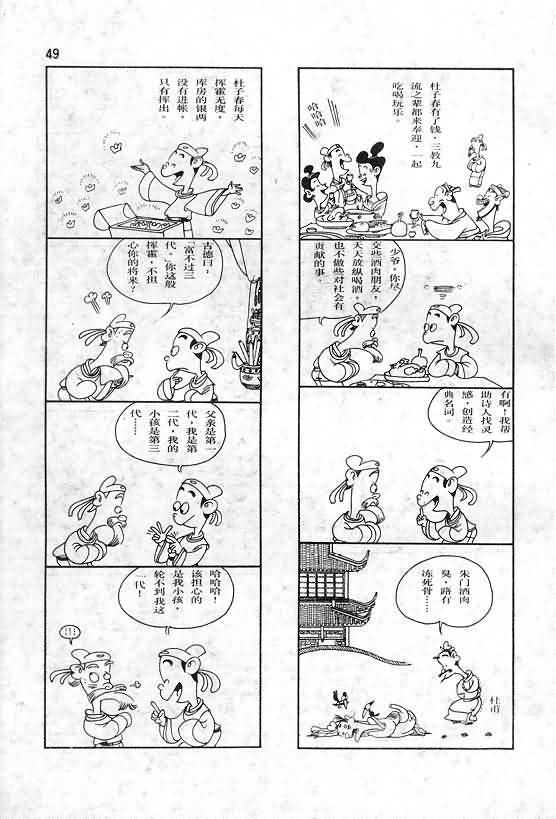 49
杜子春有了钱，三教九
流之辈都来奉迎，一起
吃喝玩乐。
哈哈
哈哈哈
少爷，你尽
交些酒肉朋友，
天天放纵喝酒，
也不做些对社会有
贡献的事。
有啊！我帮
助诗人找灵
感，创造经
典名词。
朱门酒肉
臭，路有
冻死骨……
杜甫
杜子春每天
挥霍无度，
库房的银两
没有进帐，
只有挥出。
古德曰：
「富不过三
代。」你这般
挥霍，不担
心你的将来？
父亲是第一
代，我是第
二代，我的
小孩是第三
代……
哈哈哈！
该担心的
是我小孩，
轮不到我这
一代！
!!!